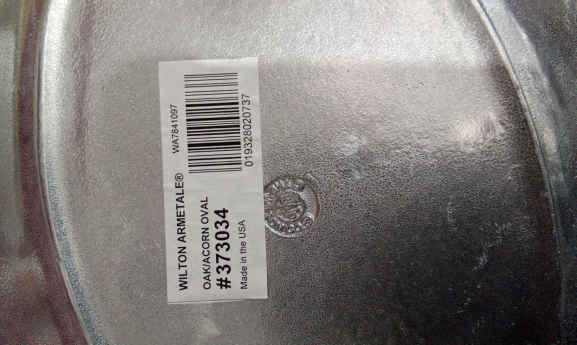 WILTON ARMETALE® WA7841097
OAK/ACORN OVAL
#373034
Made in the USA 019328020737